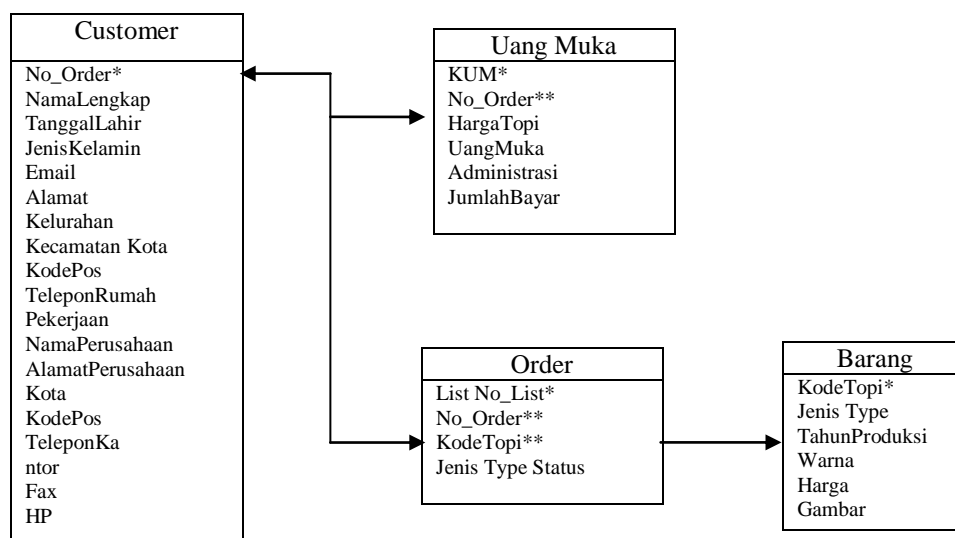 Customer
No_Order*
NamaLengkap
TanggalLahir
JenisKelamin
Email
Alamat
Kelurahan
Kecamatan Kota
KodePos
TeleponRumah
Pekerjaan
NamaPerusahaan
AlamatPerusahaan
Kota
KodePos
TeleponKa
ntor
Fax
HP
Uang Muka
KUM*
No_Order**
HargaTopi
UangMuka
Administrasi
JumlahBayar
Order
List No_List*
No_Order**
KodeTopi**
Jenis Type Status
Barang
KodeTopi*
Jenis Type
TahunProduksi
Warna
Harga
Gambar